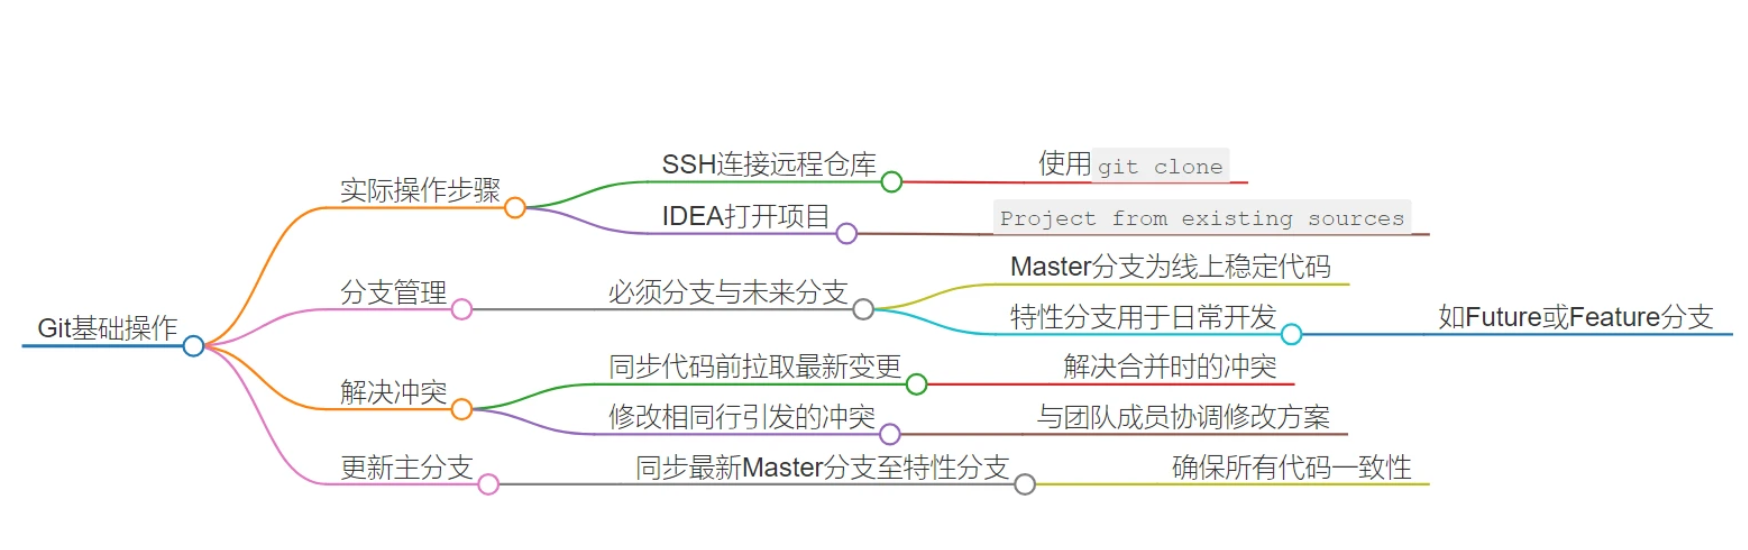 Git基础操作
实际操作步骤
SSH连接远程仓库
使用git clone
IDEA打开项目
Project from existing sources
分支管理
必须分支与未来分支
Master分支为线上稳定代码
特性分支用于日常开发
如Future或Feature分支
解决冲突
同步代码前拉取最新变更
解决合并时的冲突
修改相同行引发的冲突
与团队成员协调修改方案
更新主分支
同步最新Master分支至特性分支
确保所有代码一致性